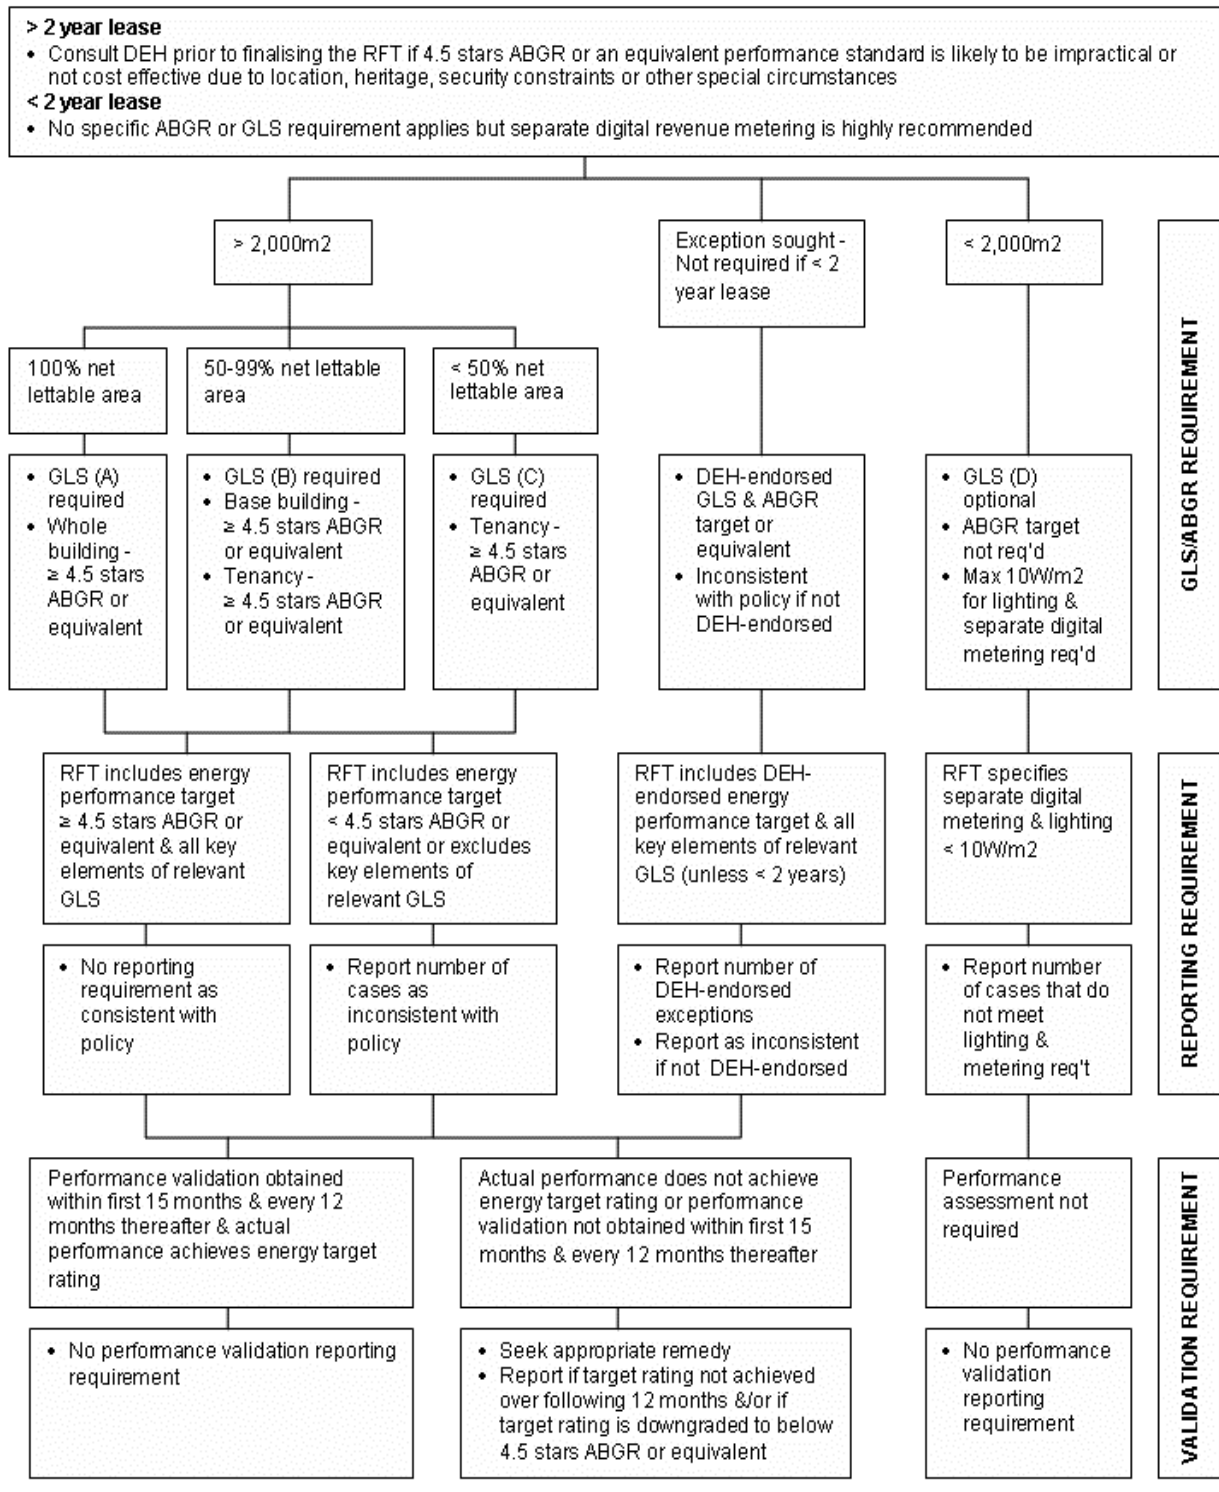 > 2 year lease
• Consult DEH prior to finalising the RFT if 4.5 stars ABGR or an equivalent performance standard is likely to be impractical or
not cost effective due to location, heritage, security constraints or other special circumstances
< 2 year lease
• No specific ABGR or GLS requirement applies but separate digital revenue metering is highly recommended
> 2,000m2
Exception sought -
Not required if < 2
year lease
< 2,000m2
100% net
lettable area
50-99% net lettable
area
< 50% net
lettable area
• GLS (A)
required
• Whole
building -
≥ 4.5 stars
ABGR or
equivalent
• GLS (B) required
• Base building -
≥ 4.5 stars ABGR
or equivalent
• Tenancy -
≥ 4.5 stars ABGR
or equivalent
• GLS (C)
required
• Tenancy -
≥ 4.5 stars
ABGR or
equivalent
• DEH-endorsed
GLS & ABGR
target or
equivalent
• Inconsistent
with policy if not
DEH-endorsed
• GLS (D)
optional
• ABGR target
not req'd
• Max 10W/m2
for lighting &
separate digital
metering req'd
GLS/ABGR REQUIREMENT
RFT includes energy
performance target
≥ 4.5 stars ABGR or
equivalent & all key
elements of relevant
GLS
RFT includes energy
performance target
< 4.5 stars ABGR or
equivalent or excludes
key elements of
relevant GLS
RFT includes DEH-
endorsed energy
performance target & all
key elements of relevant
GLS (unless < 2 years)
RFT specifies
separate digital
metering & lighting
< 10W/m2
• No reporting
requirement as
consistent with
policy
• Report number of
cases as
inconsistent with
policy
• Report number of
DEH-endorsed
exceptions
• Report as inconsistent
if not DEH-endorsed
• Report number
of cases that do
not meet
lighting &
metering req't
REPORTING REQUIREMENT
Performance validation obtained
within first 15 months & every 12
months thereafter & actual
performance achieves energy target
rating
Actual performance does not achieve
energy target rating or performance
validation not obtained within first 15
months & every 12 months thereafter
Performance
assessment not
required
• No performance validation reporting
requirement
• Seek appropriate remedy
• Report if target rating not achieved
over following 12 months &/or if
target rating is downgraded to below
4.5 stars ABGR or equivalent
• No performance
validation
reporting
requirement
VALIDATION REQUIREMENT